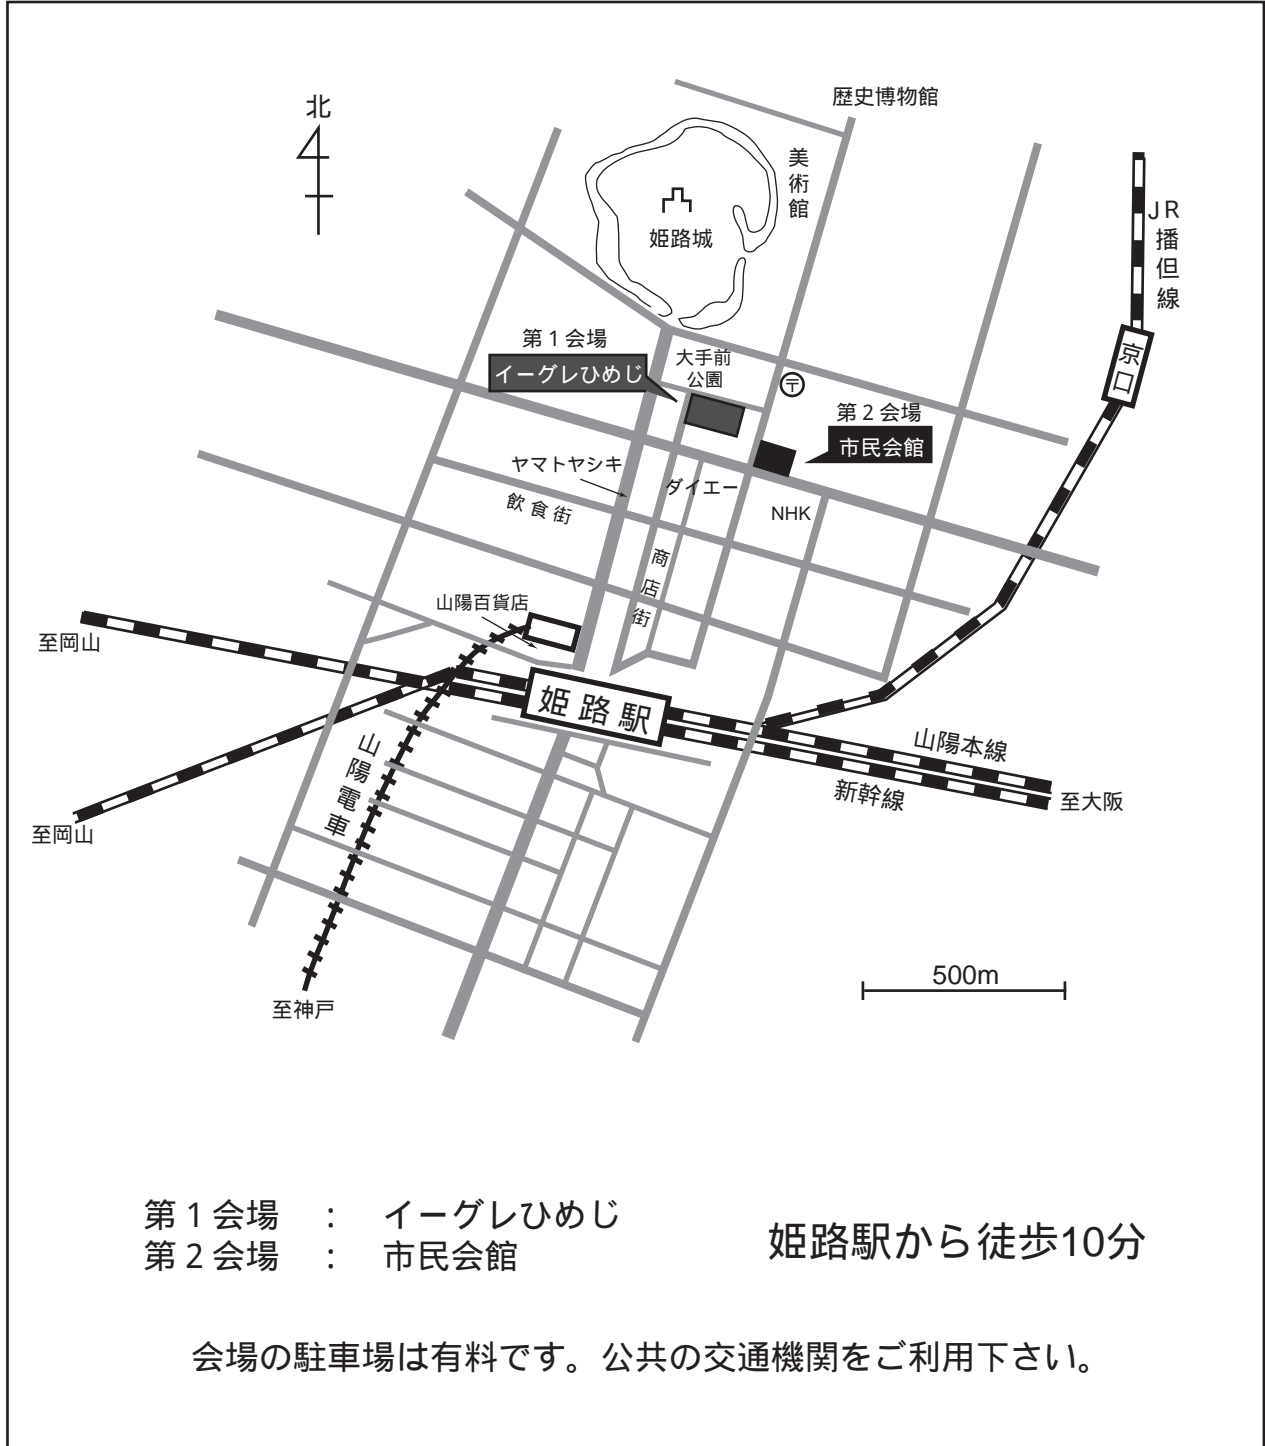 北
歴史博物館
美術館
JR播但線
姫路城
京口
第1会場
イーグレひめじ
大手前
公園
〒
第2会場
市民会館
ヤマトヤシキ
ダイエー
飲食街
NHK
商店街
山陽百貨店
至岡山
姫路駅
山陽本線
新幹線
至大阪
山陽電車
至岡山
至神戸
500m
第1会場 : イーグレひめじ
第2会場 : 市民会館
姫路駅から徒歩10分
会場の駐車場は有料です。公共の交通機関をご利用下さい。